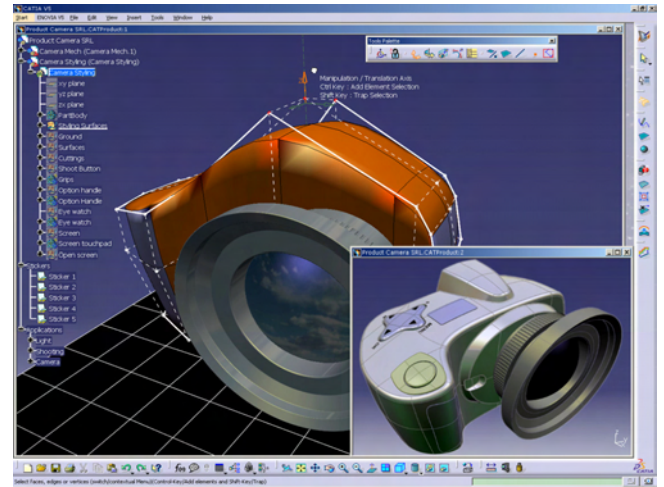 CATIA V5
Start ENOVIA V5 File Edit View Insert Tools Window Help
Product Camera SRL.CATProduct:1
Product Camera SRL
Camera Mech (Camera Mech.1)
Camera Styling (Camera Styling)
Camera Styling
xy plane
yz plane
zx plane
PartBody
Styling Surfaces
Ground
Surfaces
Cuttings
Shoot Button
Grips
Option handle
Option Handle
Eye watch
Eye watch
Screen
Screen touchpad
Open screen
Stickers
Sticker 1
Sticker 2
Sticker 3
Sticker 4
Sticker 5
Applications
Light
Shooting
Camera
Tools Palette
Manipulation / Translation Axis
Ctrl Key : Add Element Selection
Shift Key : Trap Selection
Product Camera SRL.CATProduct:2
Select Faces, edges or vertices (switch/contextual Menu)(Control-Key/Add elements and Shift-Key/Trap)